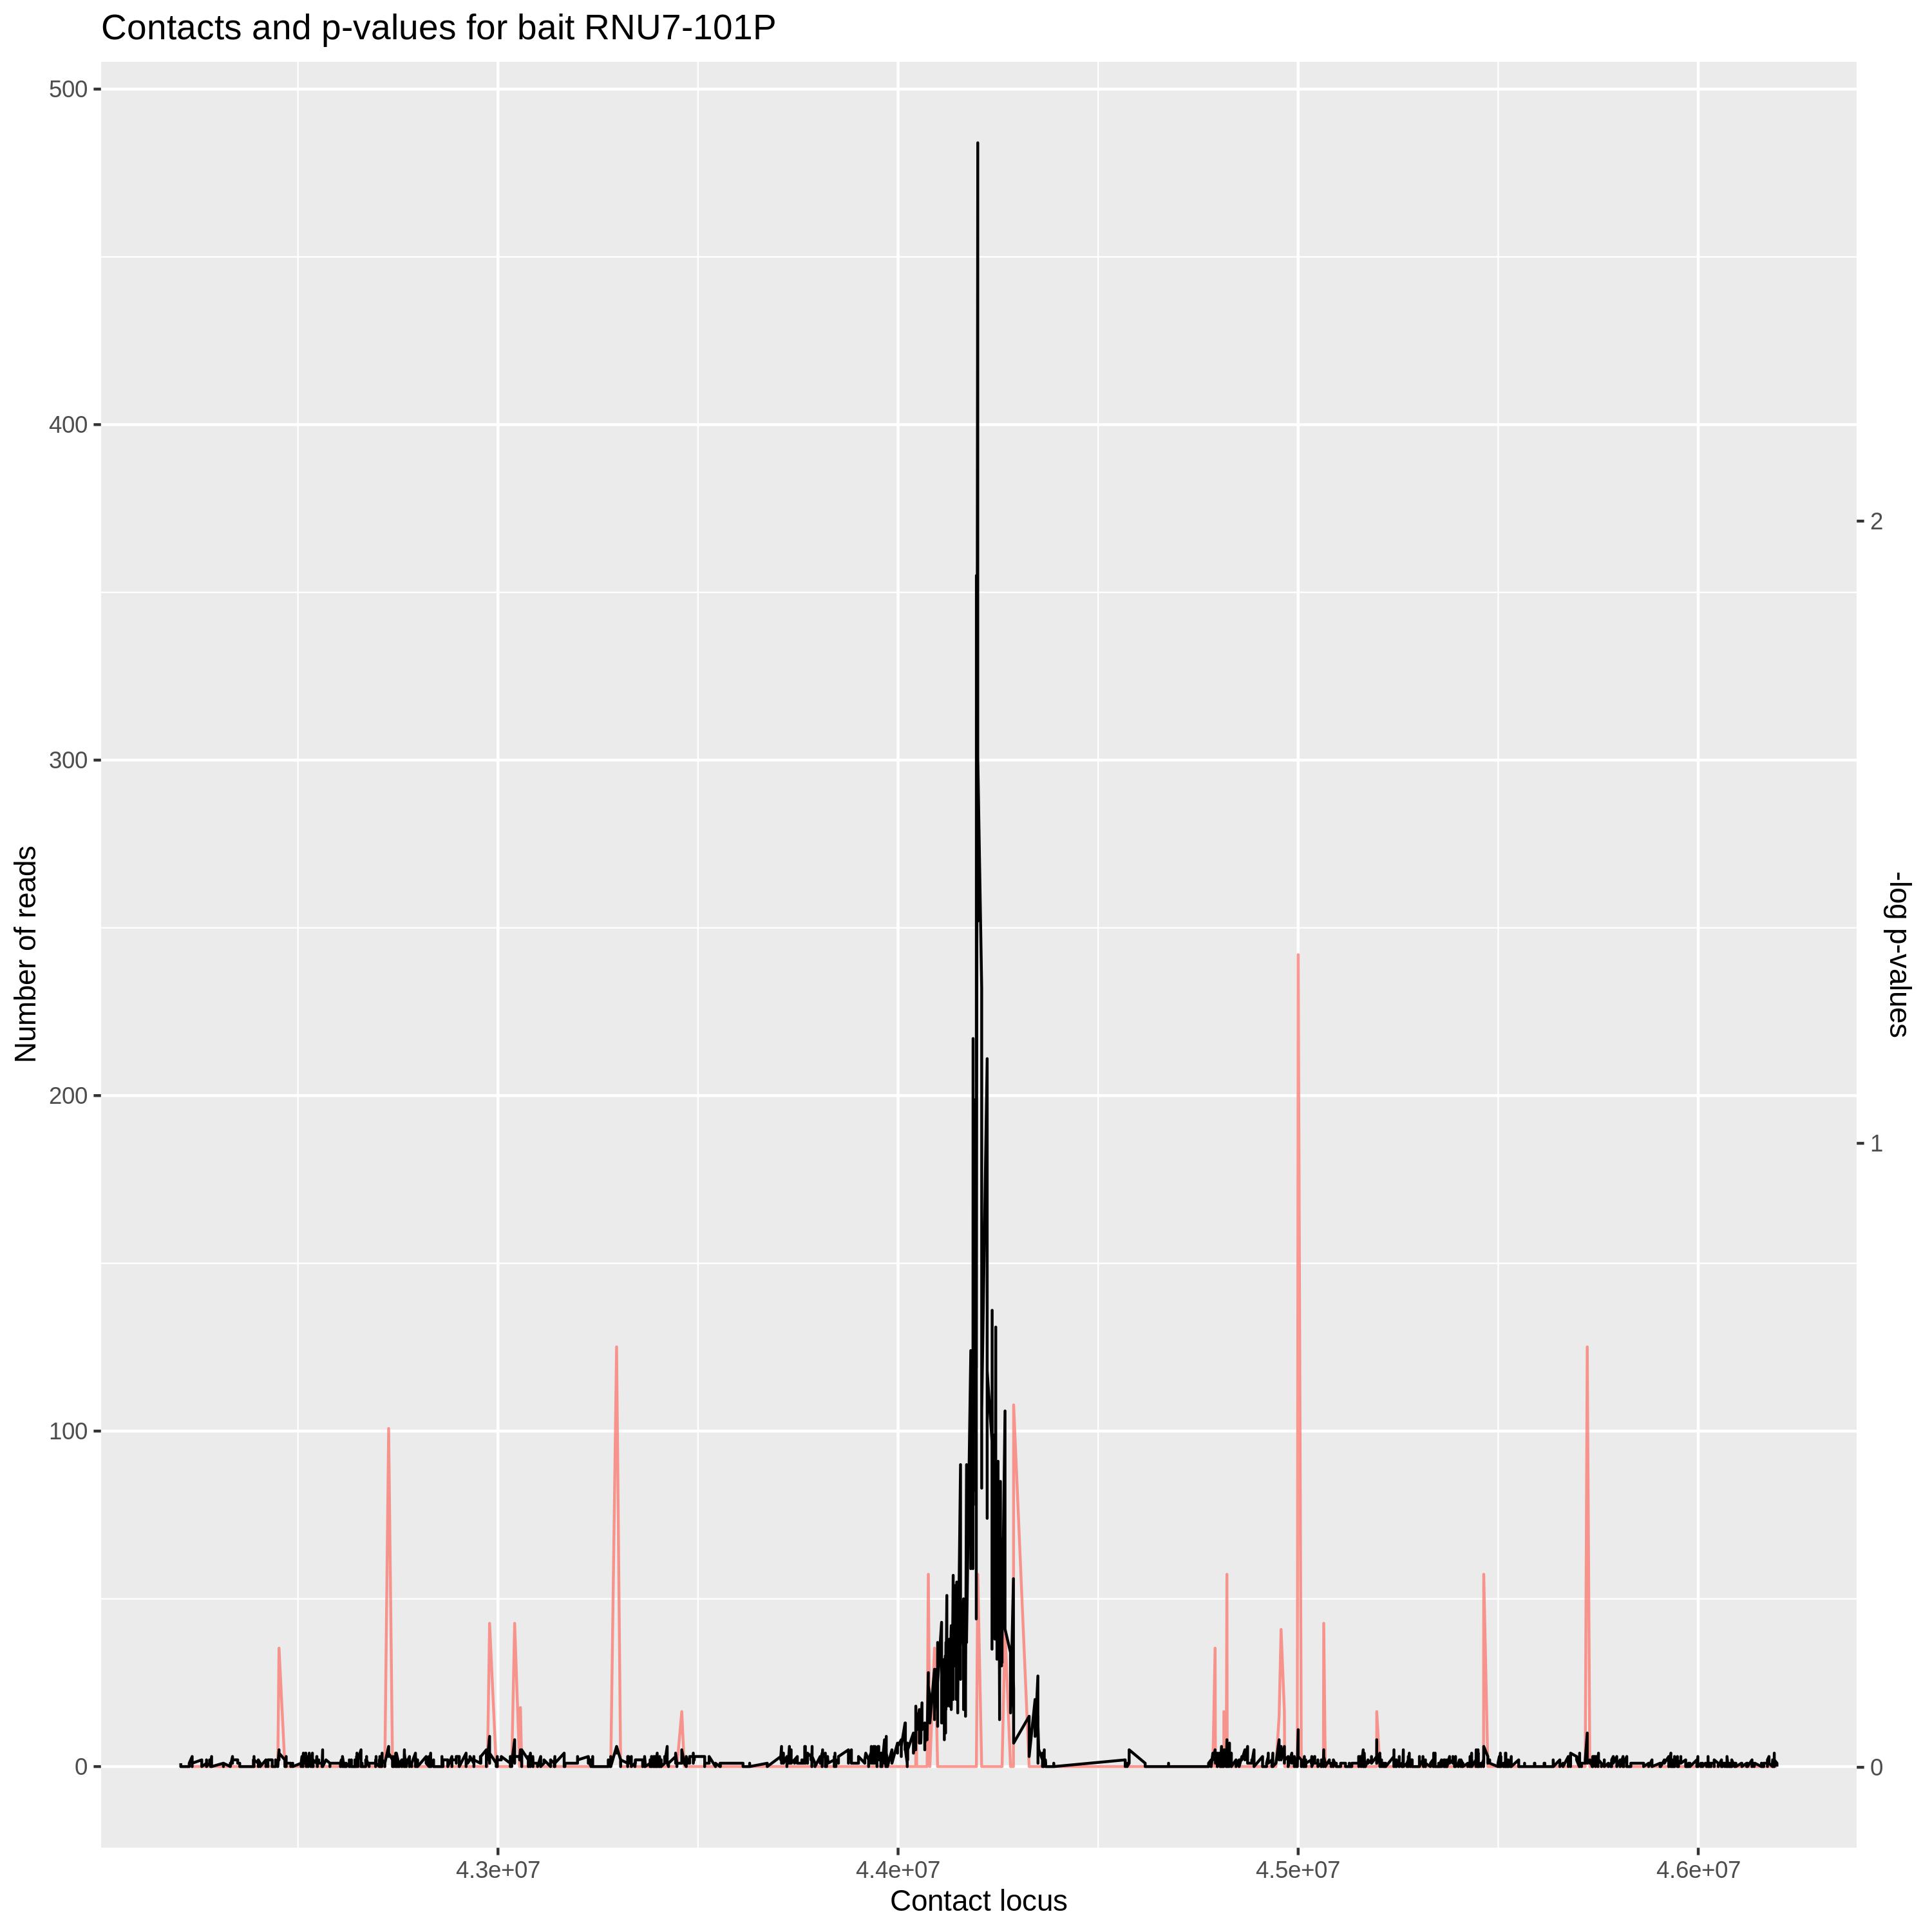 Contacts and p-values for bait RNU7-101P
500
400
300
200
100
0
Number of reads
2
1
0
-log p-values
4.3e+07
4.4e+07
4.5e+07
4.6e+07
Contact locus